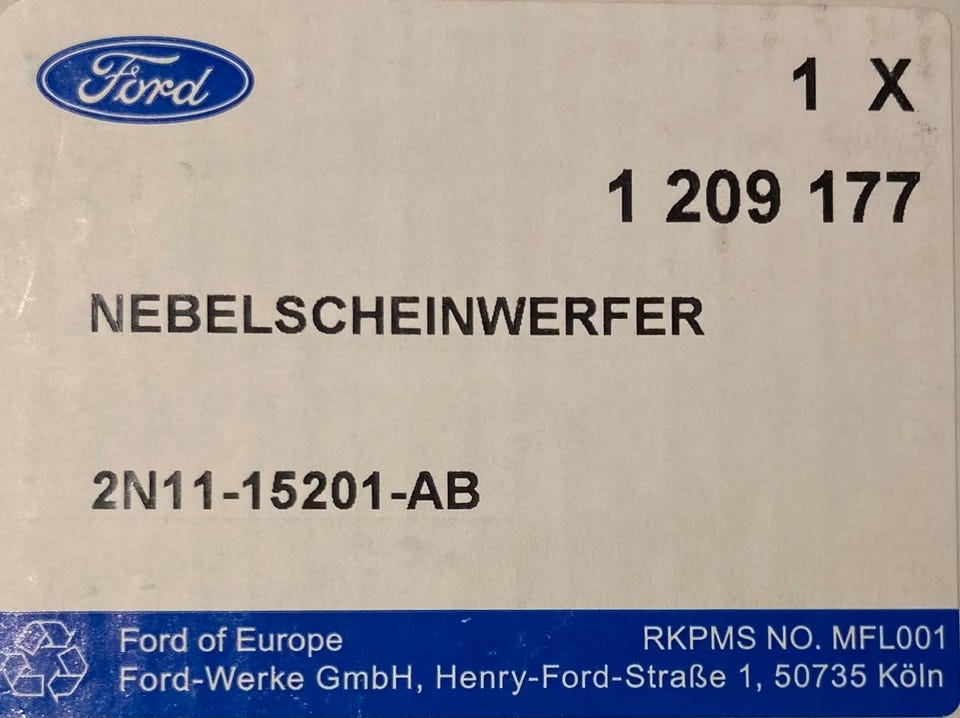 Ford
1 X
1 209 177
NEBELSCHEINWERFER
2N11-15201-AB
Ford of Europe
RKPMS NO. MFL001
Ford-Werke GmbH, Henry-Ford-Straße 1, 50735 Köln